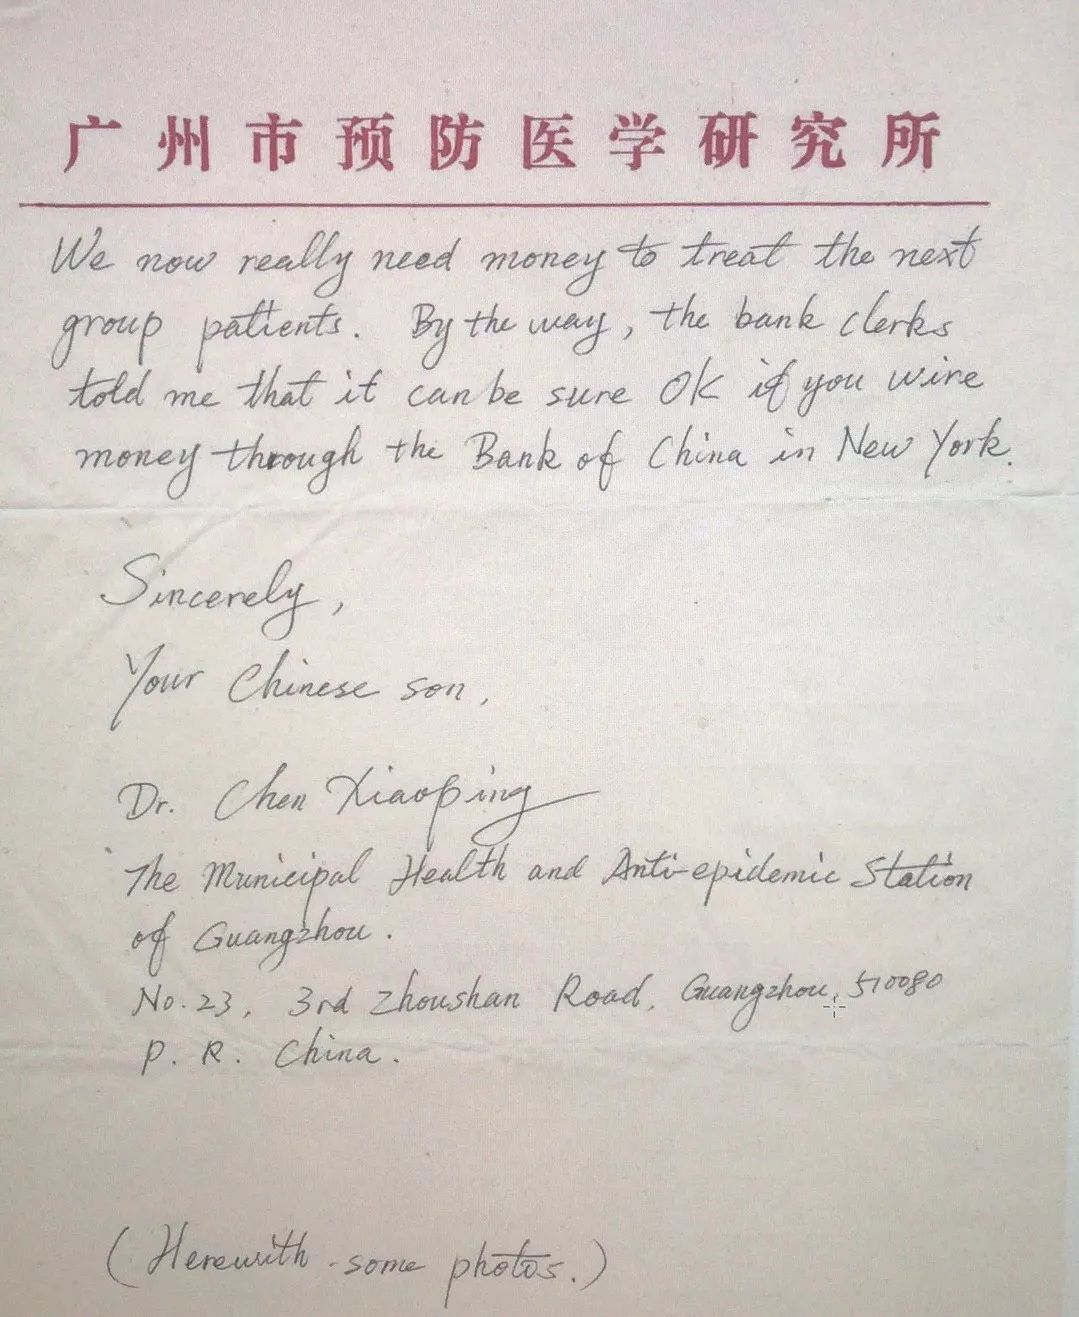 广州市预防医学研究所
We now really need money to treat the next
group patients. By the way, the bank clerks
told me that it can be sure OK if you wire
money through the Bank of China in New York.
Sincerely,
Your Chinese son,
Dr. Chen Xiaoping
The Municipal Health and Anti-epidemic Station
of Guangzhou.
No. 23, 3rd Zhoushan Road, Guangzhou, 510080
P. R. China.
(Herewith some photos.)